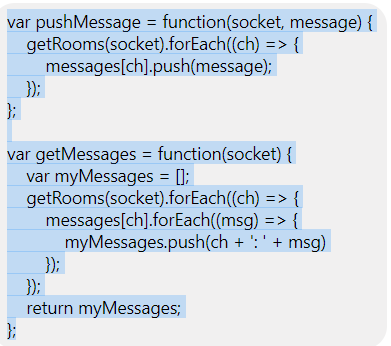 var pushMessage = function(socket, message) {
    getRooms(socket).forEach((ch) => {
        messages[ch].push(message);
    });
};

var getMessages = function(socket) {
    var myMessages = [];
    getRooms(socket).forEach((ch) => {
        messages[ch].forEach((msg) => {
            myMessages.push(ch + ': ' + msg)
        });
    });
    return myMessages;
};